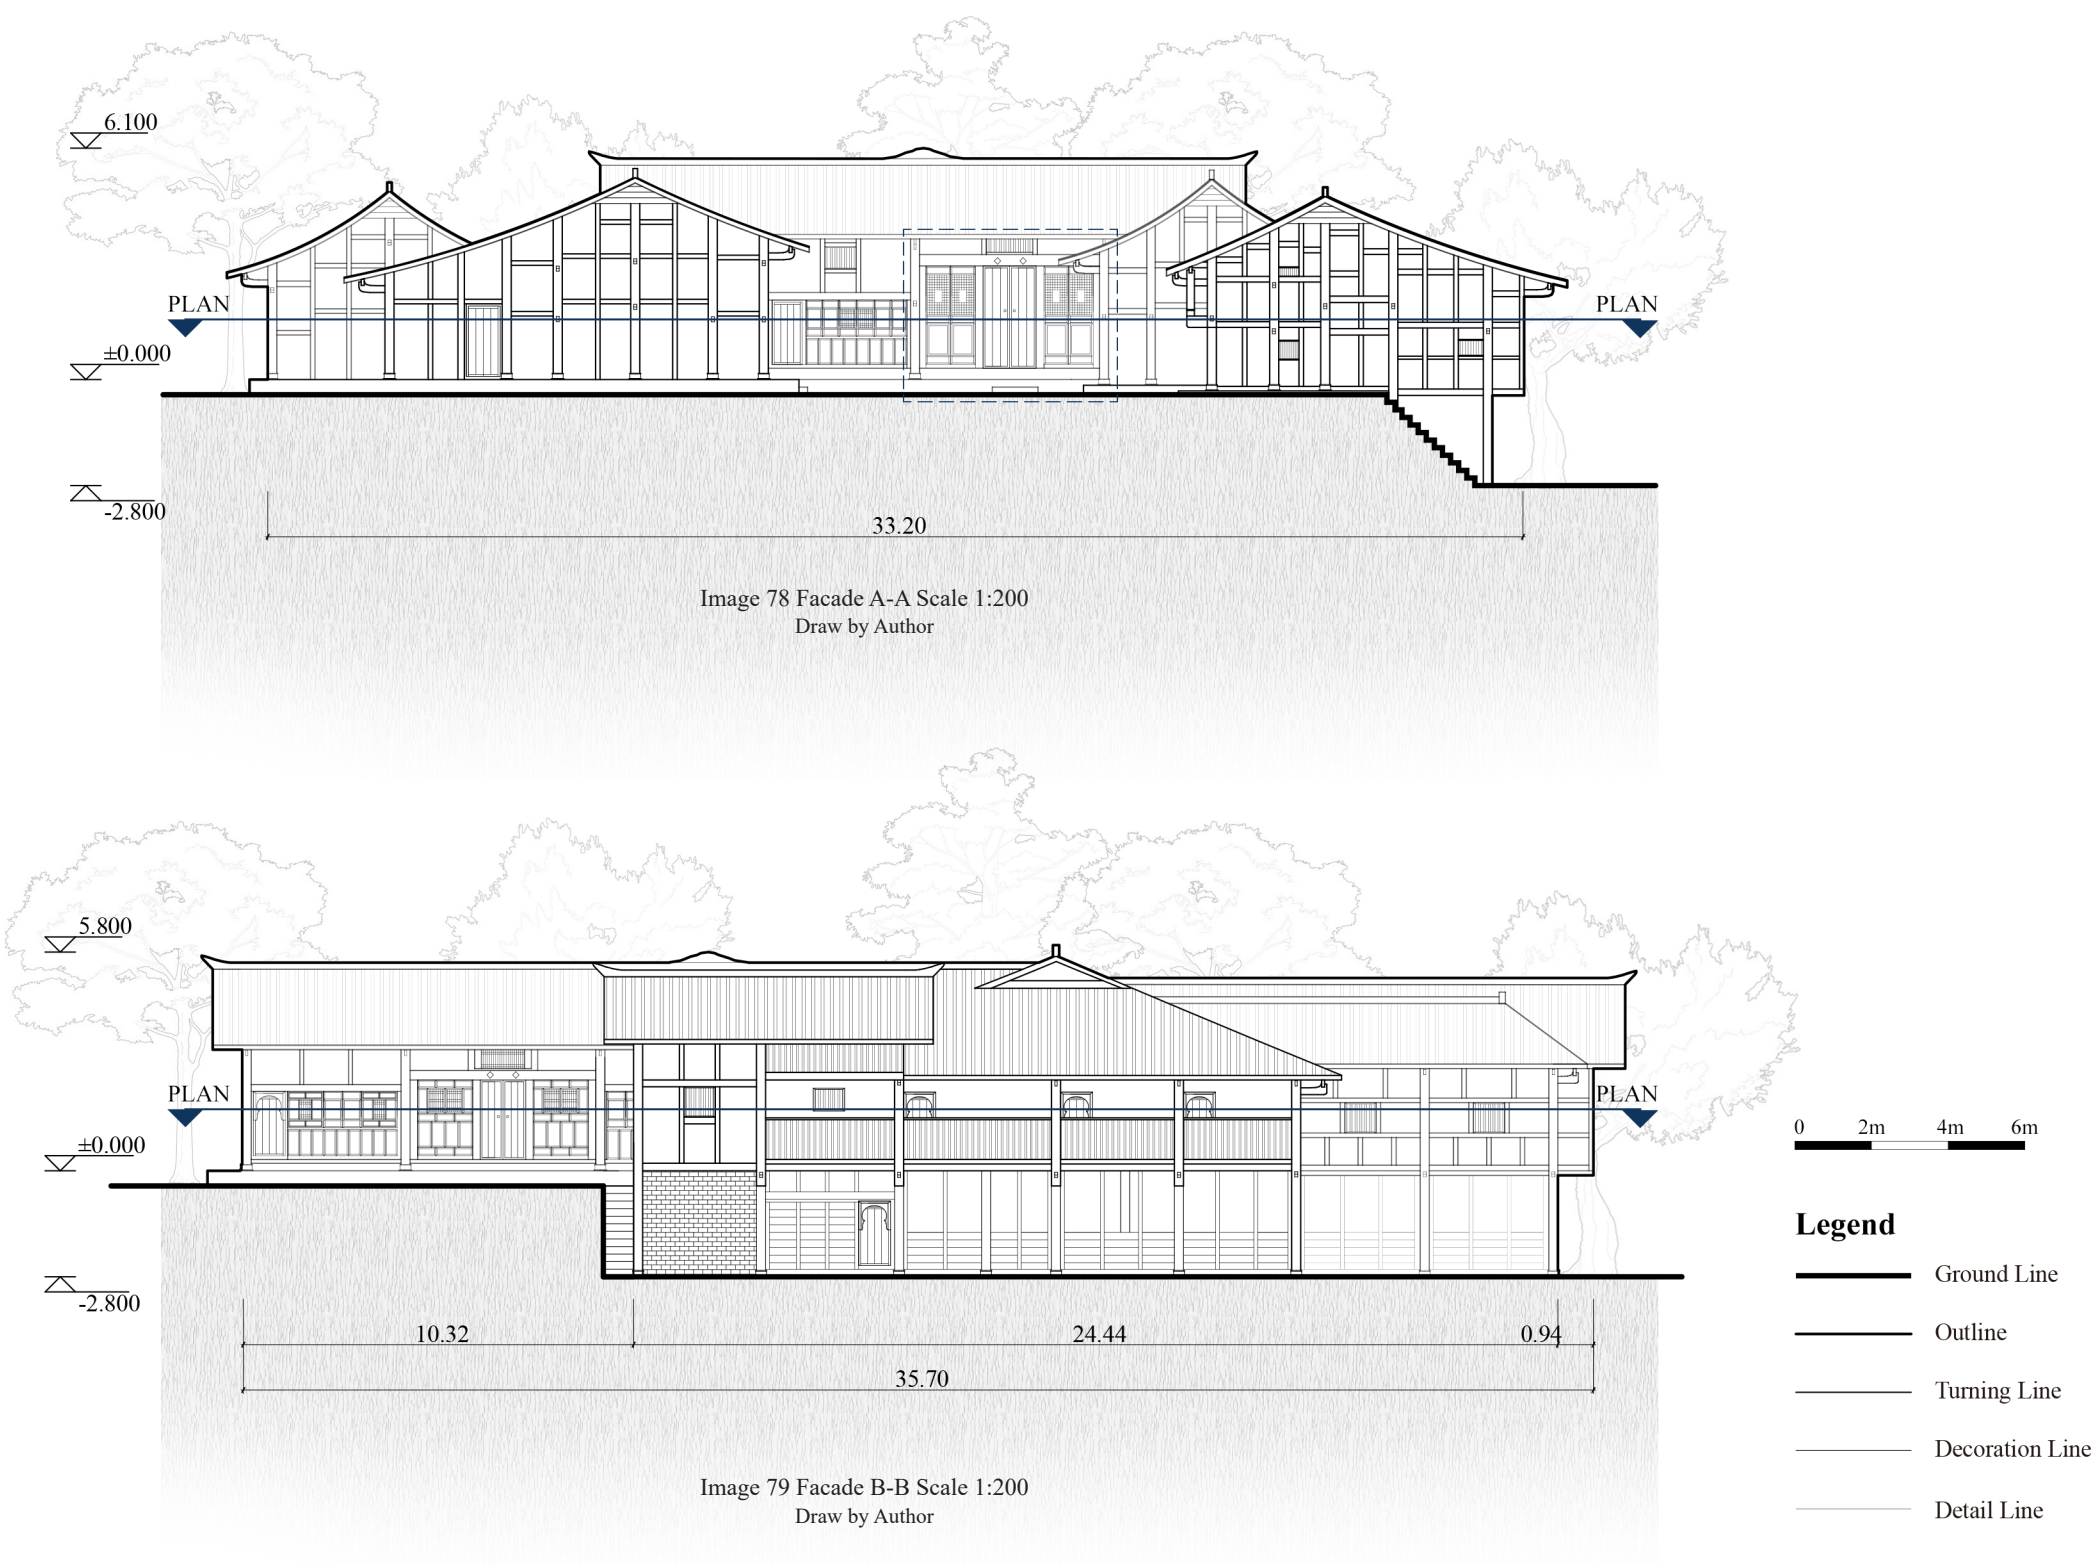 6.100
PLAN
PLAN
±0.000
-2.800
33.20
Image 78 Facade A-A Scale 1:200
Draw by Author
5.800
PLAN
PLAN
±0.000
-2.800
10.32
24.44
0.94
35.70
Image 79 Facade B-B Scale 1:200
Draw by Author
0 2m 4m 6m
Legend
Ground Line
Outline
Turning Line
Decoration Line
Detail Line